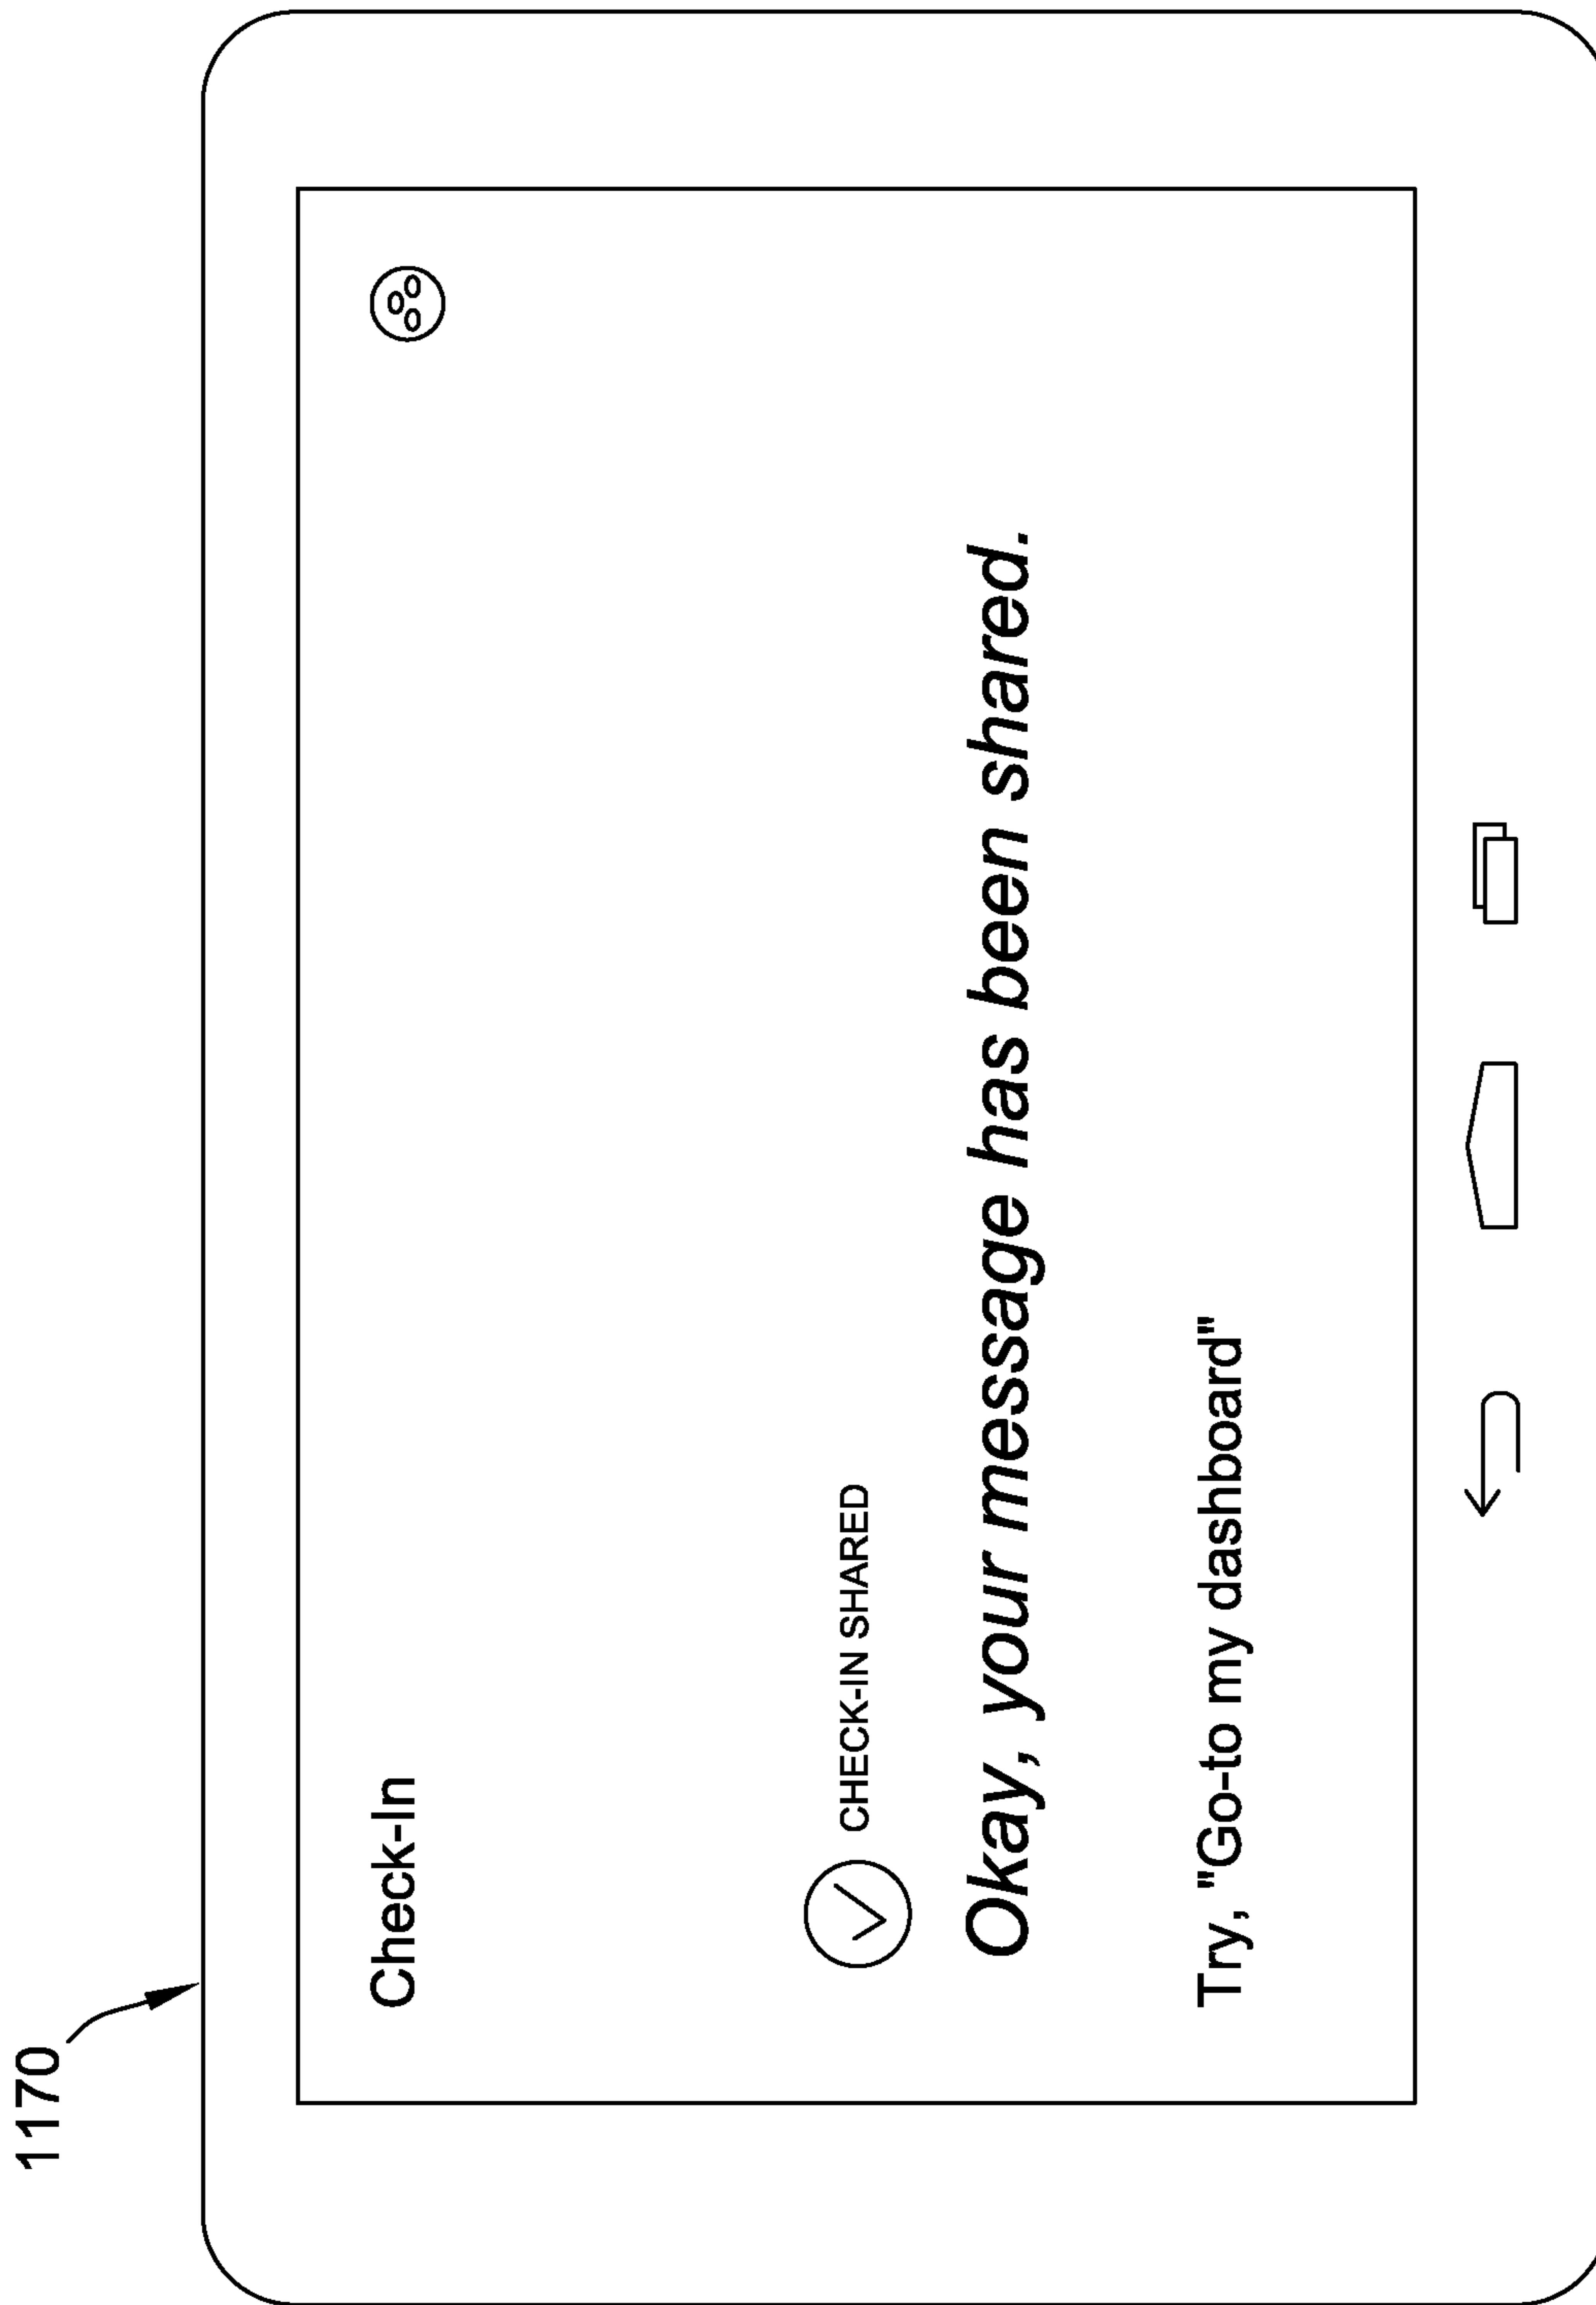 1170
Check-In
CHECK-IN SHARED
Okay, your message has been shared.
Try, "Go-to my dashboard"